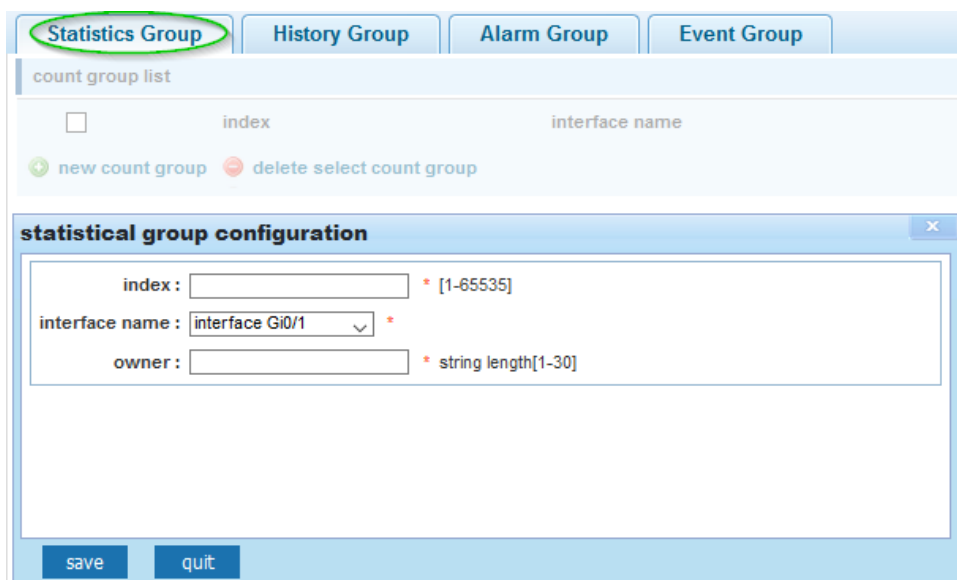 Statistics Group History Group Alarm Group Event Group
count group list
index interface name
new count group delete select count group
statistical group configuration
index : * [1-65535]
interface name : interface Gi0/1 *
owner : * string length[1-30]
save quit